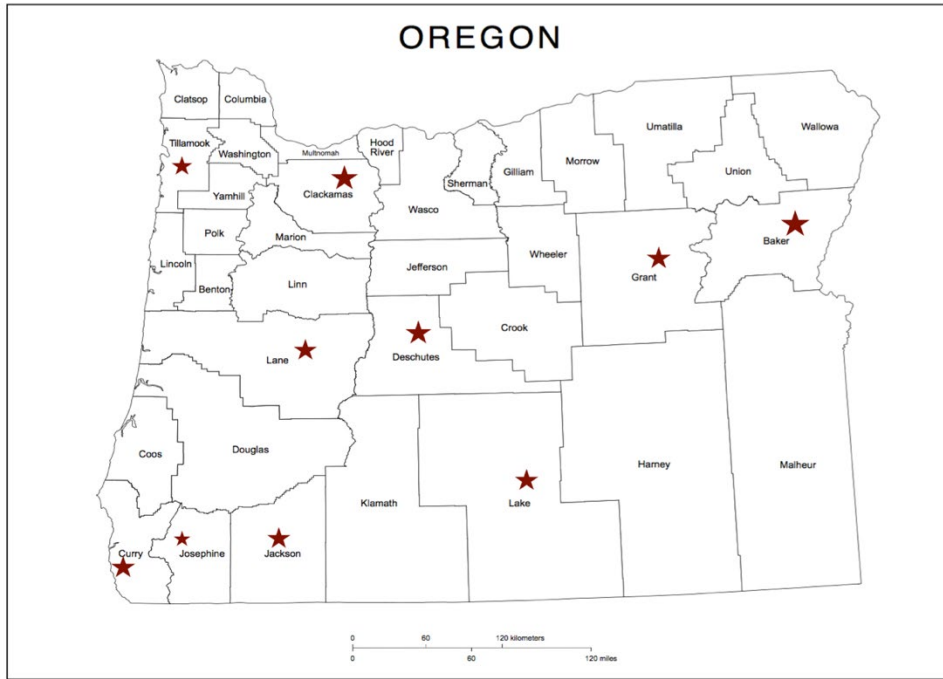 OREGON
Clatsop
Columbia
Tillamook
Washington
Multnomah
Hood
River
Clackamas
Yamhill
Sherman
Gilliam
Morrow
Umatilla
Wallowa
Union
Wasco
Polk
Marion
Lincoln
Benton
Linn
Jefferson
Wheeler
Grant
Baker
Crook
Lane
Deschutes
Coos
Douglas
Klamath
Lake
Harney
Malheur
Curry
Josephine
Jackson
0 60 120 kilometers
0 60 120 miles